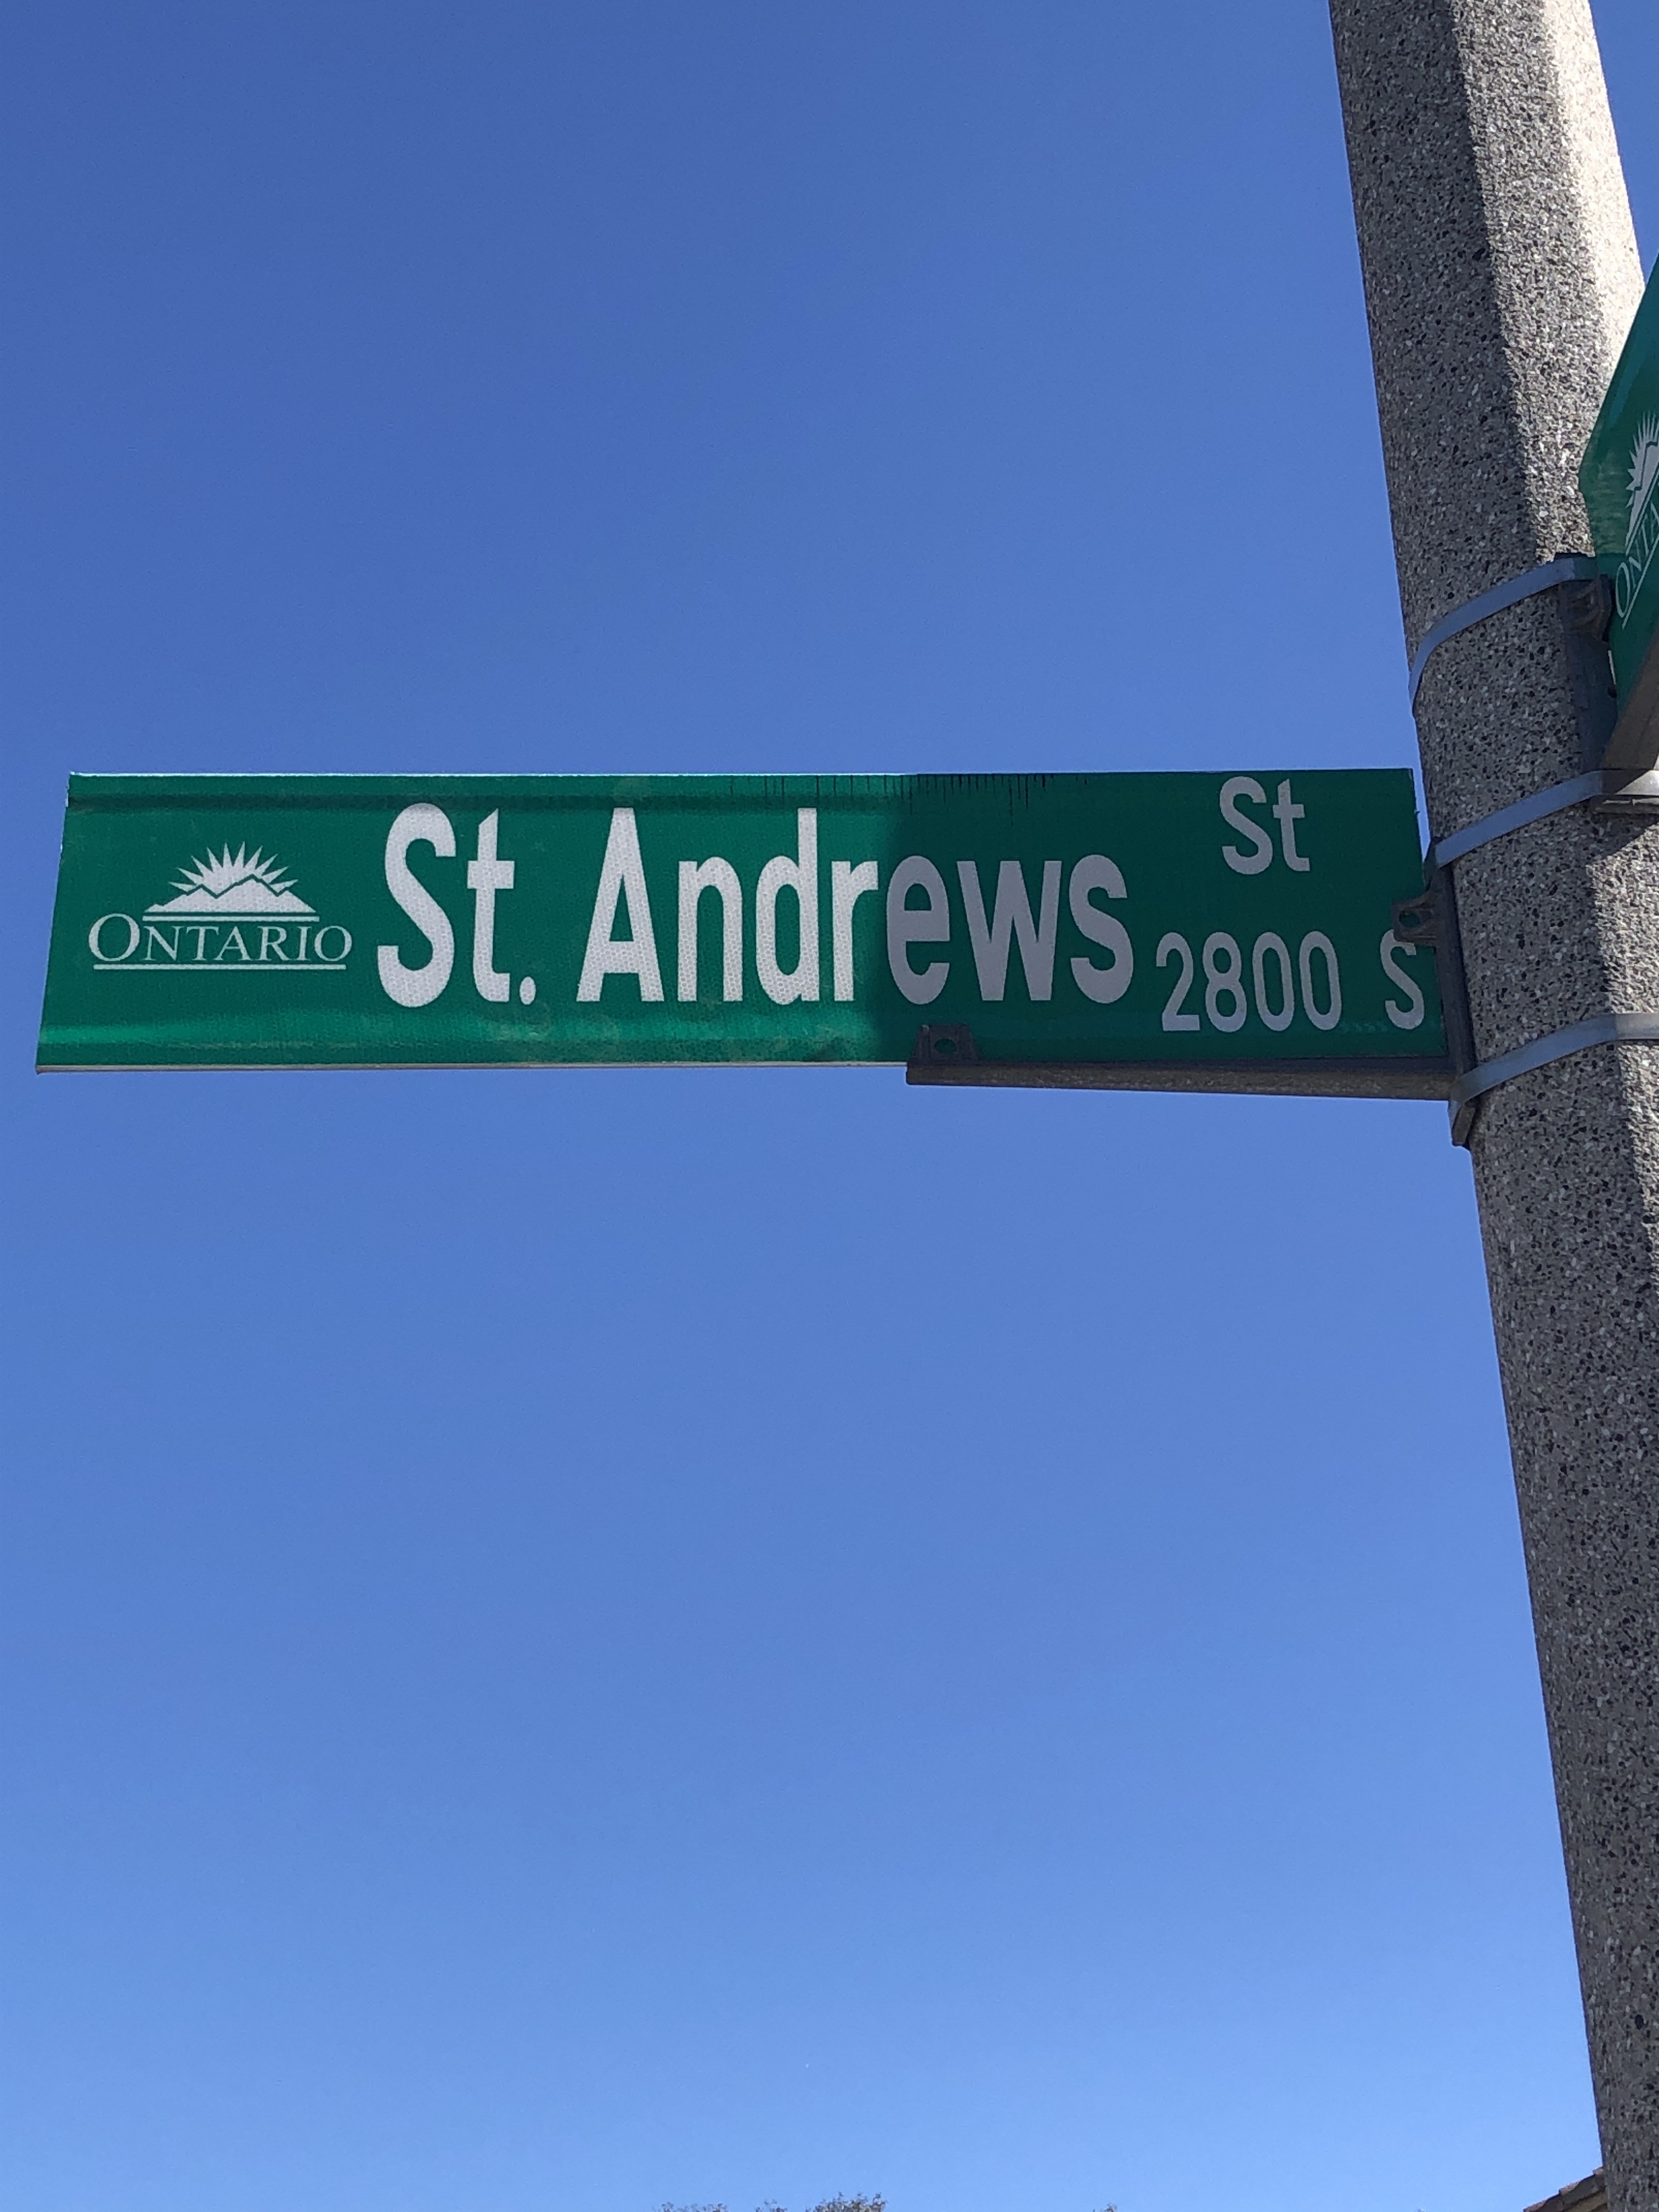 ONTARIO
St. Andrews St
2800 S